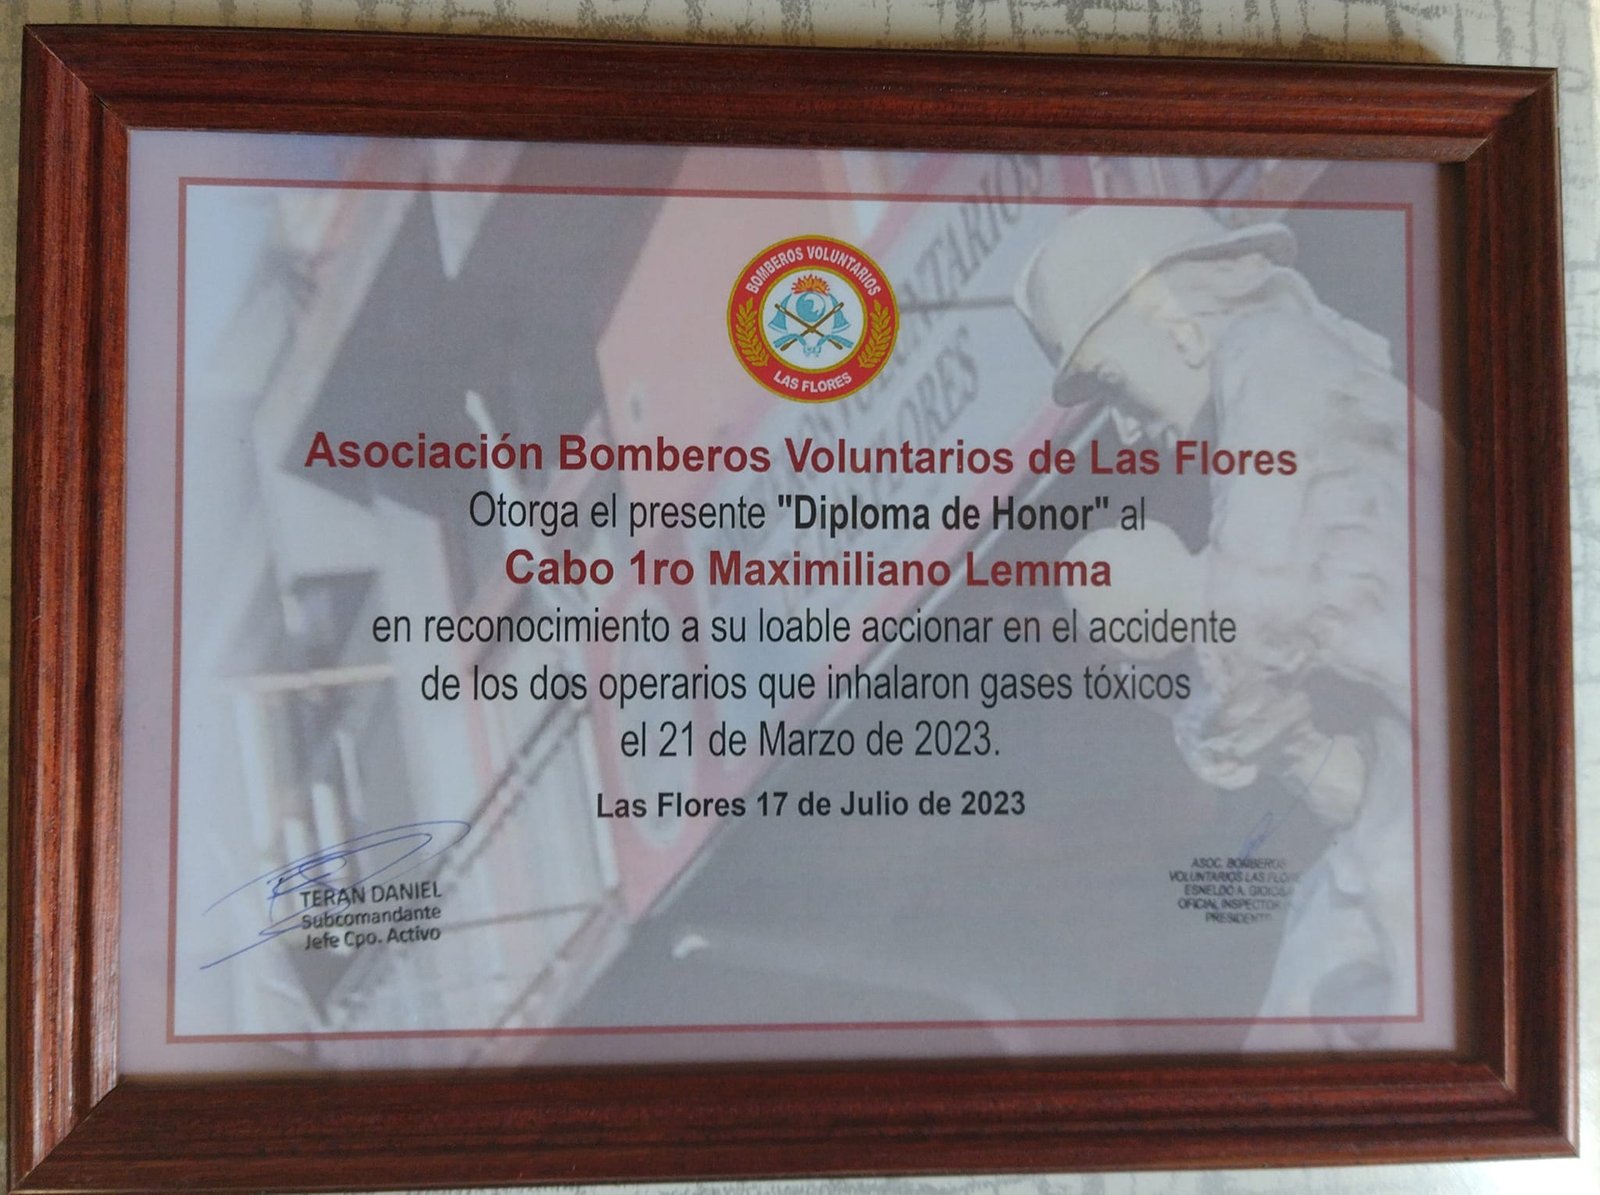 BOMBEROS VOLUNTARIOS
LAS FLORES
Asociación Bomberos Voluntarios de Las Flores
Otorga el presente "Diploma de Honor" al
Cabo 1ro Maximiliano Lemma
en reconocimiento a su loable accionar en el accidente
de los dos operarios que inhalaron gases tóxicos
el 21 de Marzo de 2023.
Las Flores 17 de Julio de 2023
TERAN DANIEL
Subcomandante
Jefe Cpo. Activo
ASOC. BOMBEROS
VOLUNTARIOS LAS FLORES
ESNELDO A.
OFICIAL INSPECTOR
PRESIDENTE